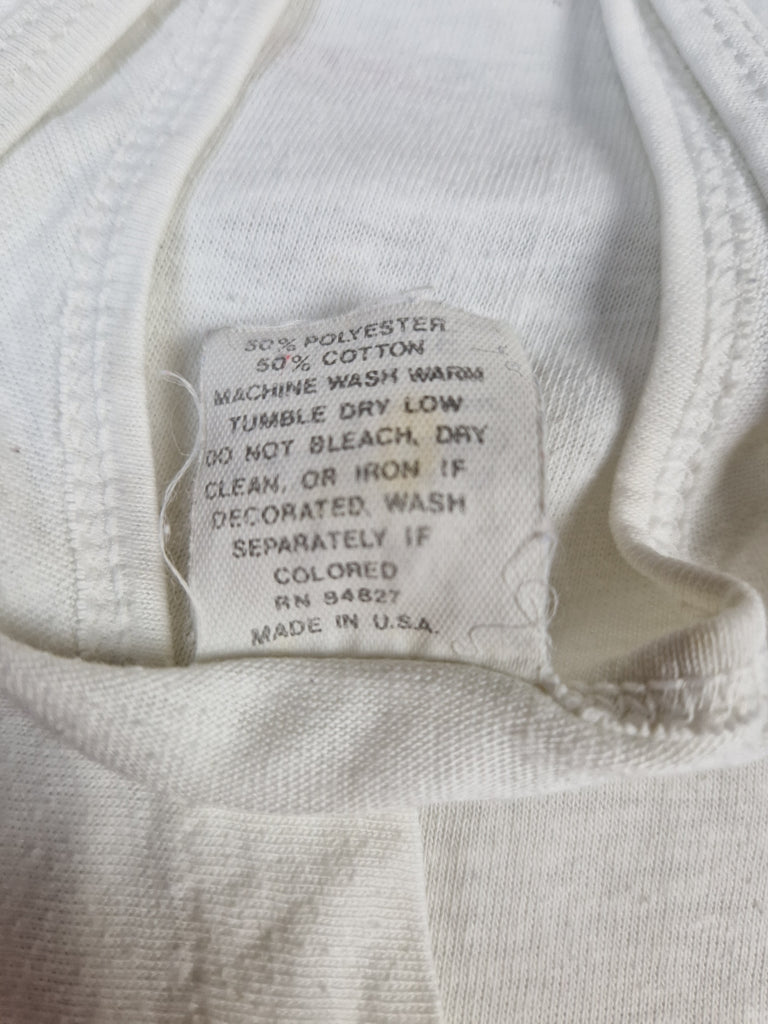 50% POLYESTER
50% COTTON
MACHINE WASH WARM
TUMBLE DRY LOW
DO NOT BLEACH, DRY
CLEAN, OR IRON IF
DECORATED, WASH
SEPARATELY IF
COLORED
RN 94827
MADE IN U.S.A.